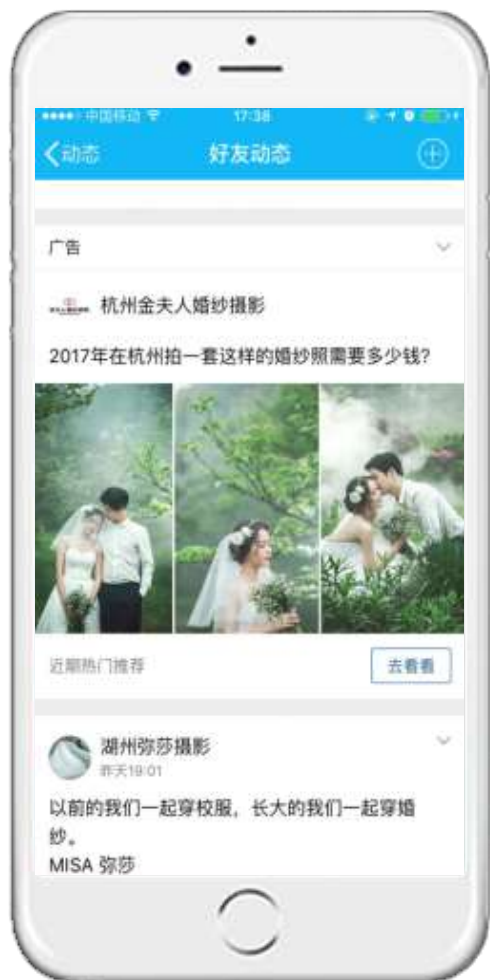 中国移动 17:38
动态 好友动态
广告
杭州金夫人婚纱摄影
2017年在杭州拍一套这样的婚纱照需要多少钱?
近期热门推荐 去看看
湖州弥莎摄影
昨天19:01
以前的我们一起穿校服，长大的我们一起穿婚
纱。
MISA 弥莎